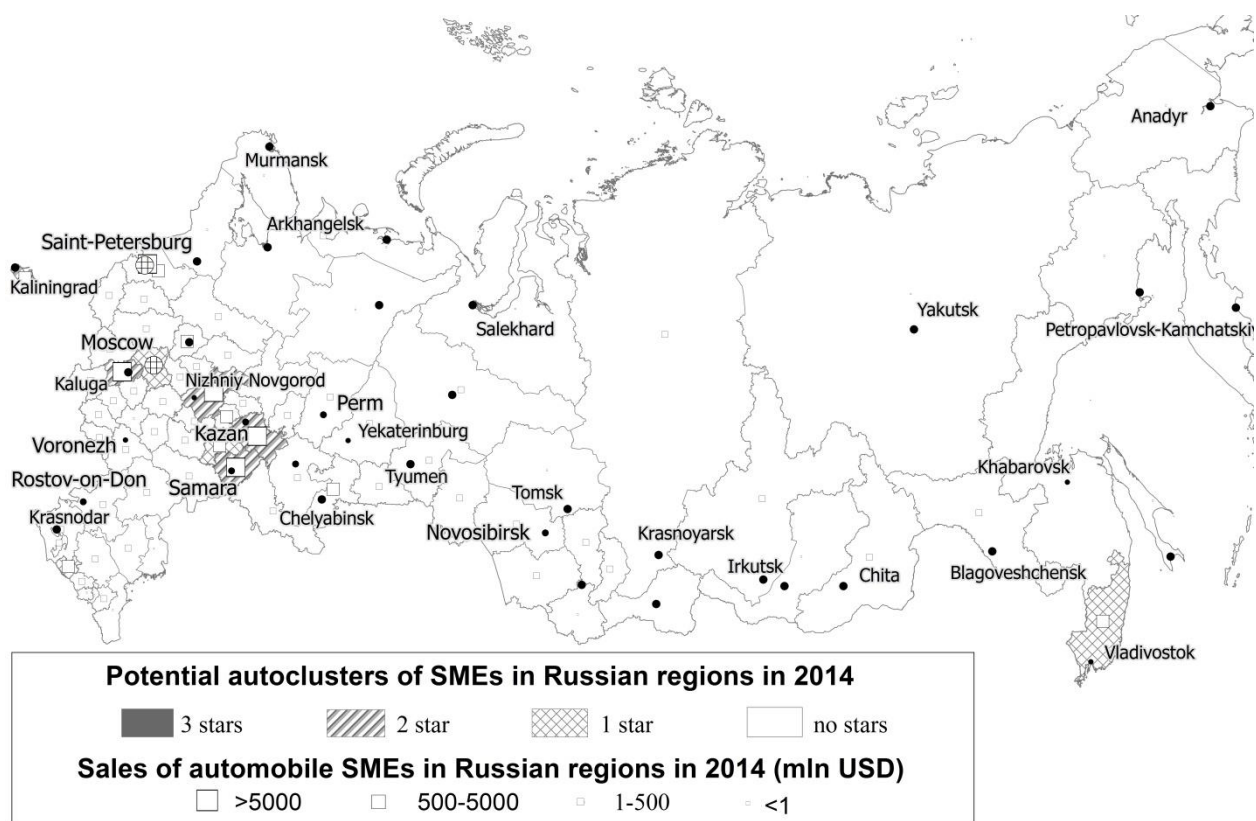 Anadyr
Murmansk
Arkhangelsk
Saint-Petersburg
Kaliningrad
Salekhard
Yakutsk
Petropavlovsk-Kamchatskiy
Moscow
Kaluga
Nizhniy Novgorod
Perm
Kazan
Yekaterinburg
Voronezh
Rostov-on-Don
Samara
Tyumen
Khabarovsk
Krasnodar
Chelyabinsk
Tomsk
Novosibirsk
Krasnoyarsk
Irkutsk
Chita
Blagoveshchensk
Vladivostok
Potential autoclusters of SMEs in Russian regions in 2014
3 stars 2 star 1 star no stars
Sales of automobile SMEs in Russian regions in 2014 (mln USD)
>5000 500-5000 1-500 <1